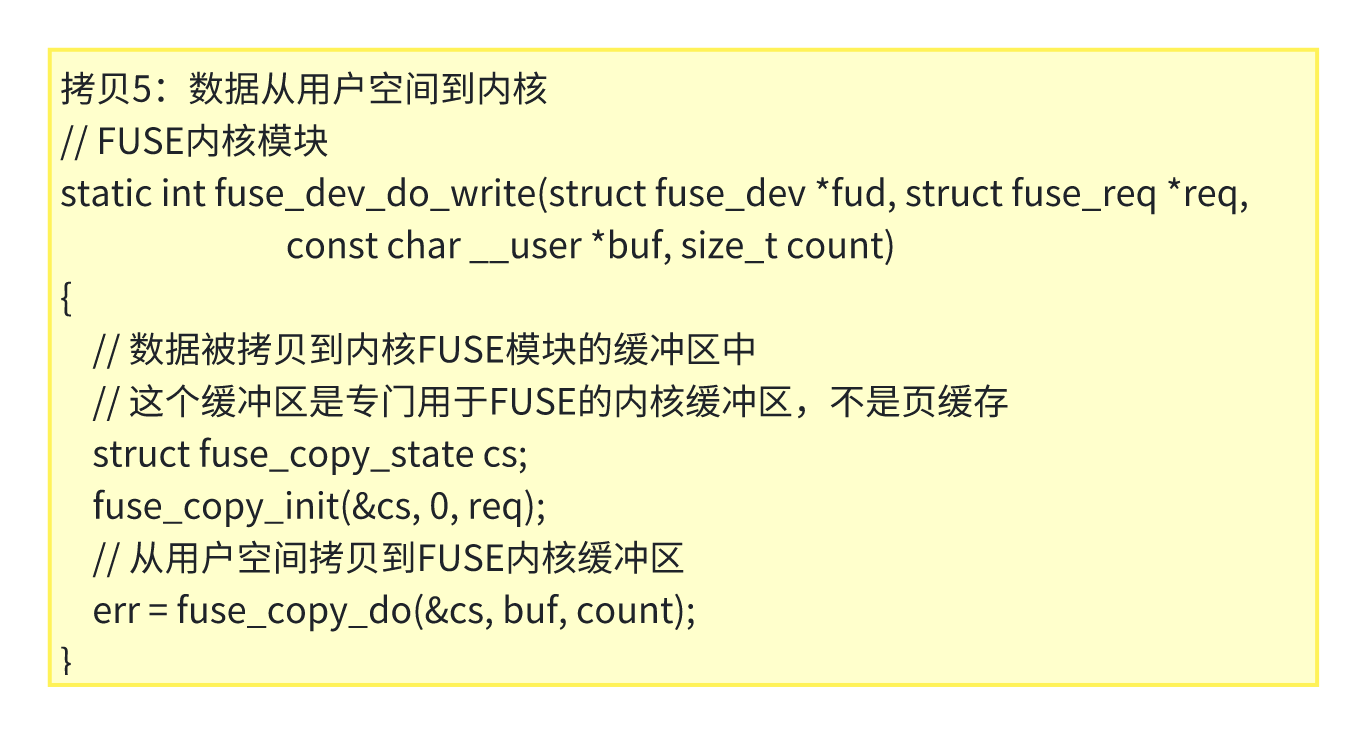 拷贝5：数据从用户空间到内核
// FUSE内核模块
static int fuse_dev_do_write(struct fuse_dev *fud, struct fuse_req *req,
const char __user *buf, size_t count)
{
// 数据被拷贝到内核FUSE模块的缓冲区中
// 这个缓冲区是专门用于FUSE的内核缓冲区，不是页缓存
struct fuse_copy_state cs;
fuse_copy_init(&cs, 0, req);
// 从用户空间拷贝到FUSE内核缓冲区
err = fuse_copy_do(&cs, buf, count);
}